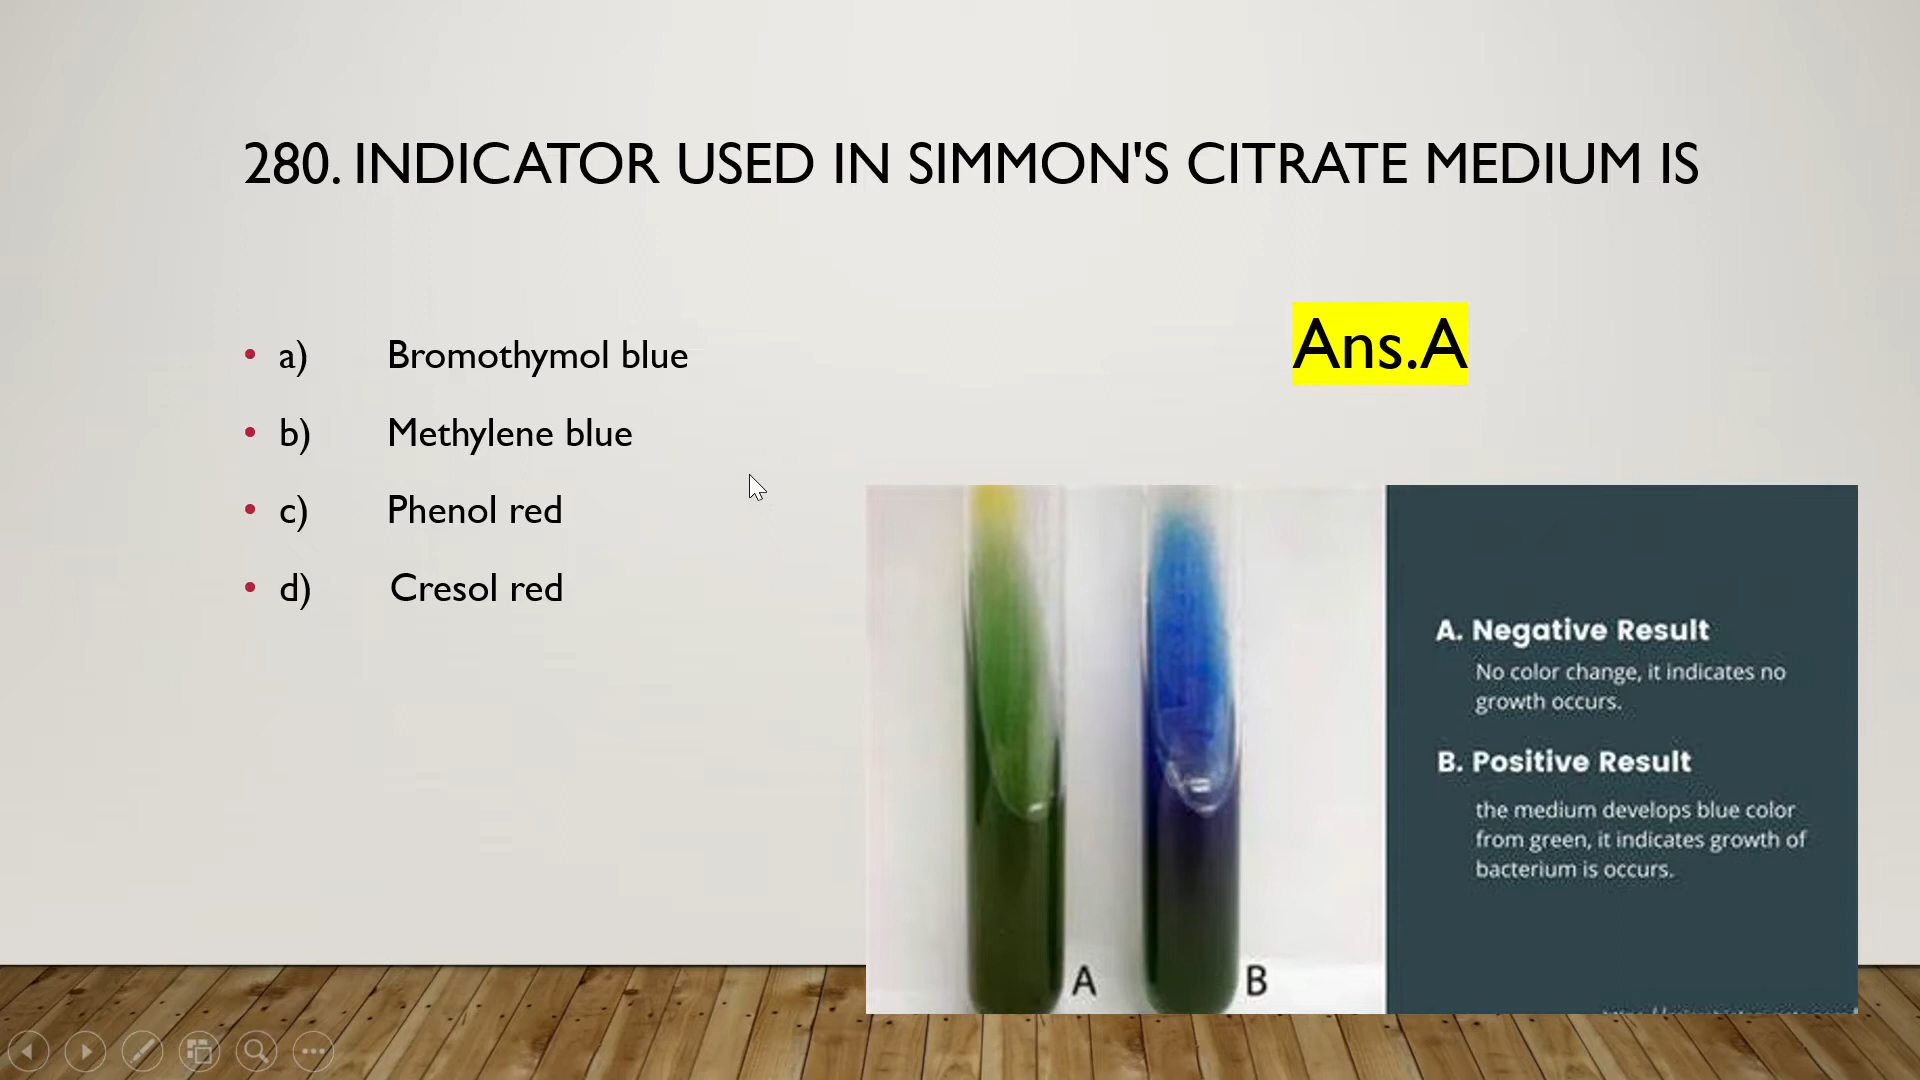 280. INDICATOR USED IN SIMMON'S CITRATE MEDIUM IS
Ans.A
• a) Bromothymol blue
• b) Methylene blue
• c) Phenol red
• d) Cresol red
A
B
A. Negative Result
No color change, it indicates no
growth occurs.
B. Positive Result
the medium develops blue color
from green, it indicates growth of
bacterium is occurs.